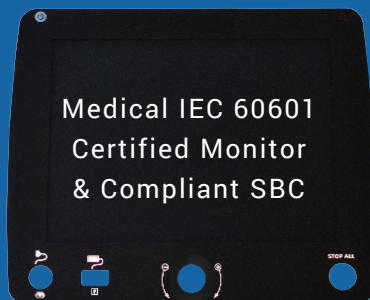 Medical IEC 60601
Certified Monitor
& Compliant SBC
STOP ALL
P